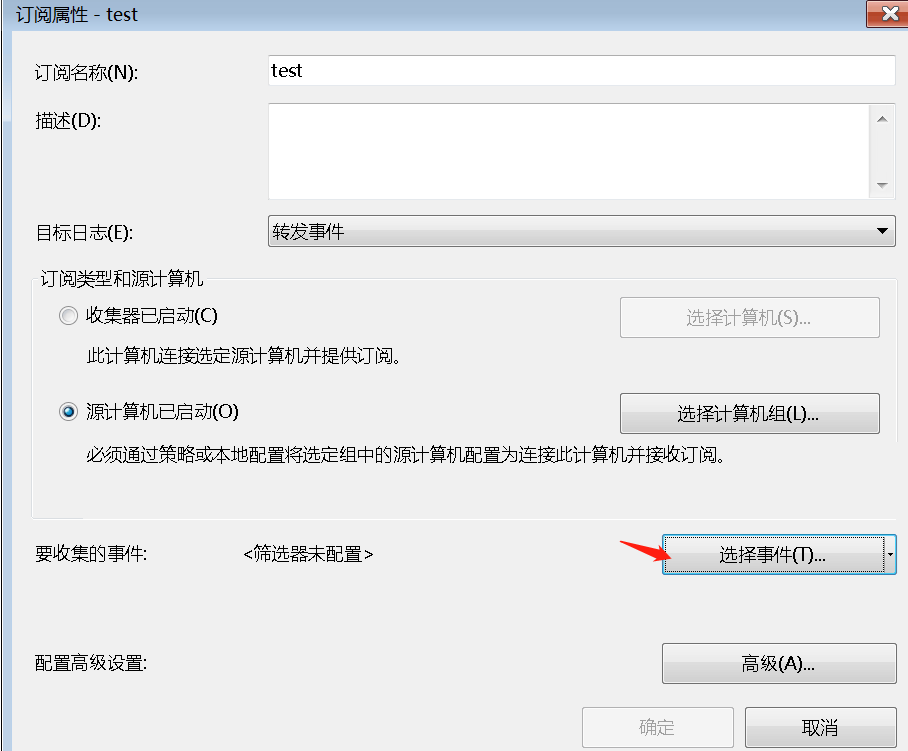 订阅属性 - test
订阅名称(N): test
描述(D):
目标日志(E): 转发事件
订阅类型和源计算机
收集器已启动(C) 选择计算机(S)...
此计算机连接选定源计算机并提供订阅。
源计算机已启动(O) 选择计算机组(L)...
必须通过策略或本地配置将选定组中的源计算机配置为连接此计算机并接收订阅。
要收集的事件: <筛选器未配置> 选择事件(T)...
配置高级设置: 高级(A)...
确定 取消